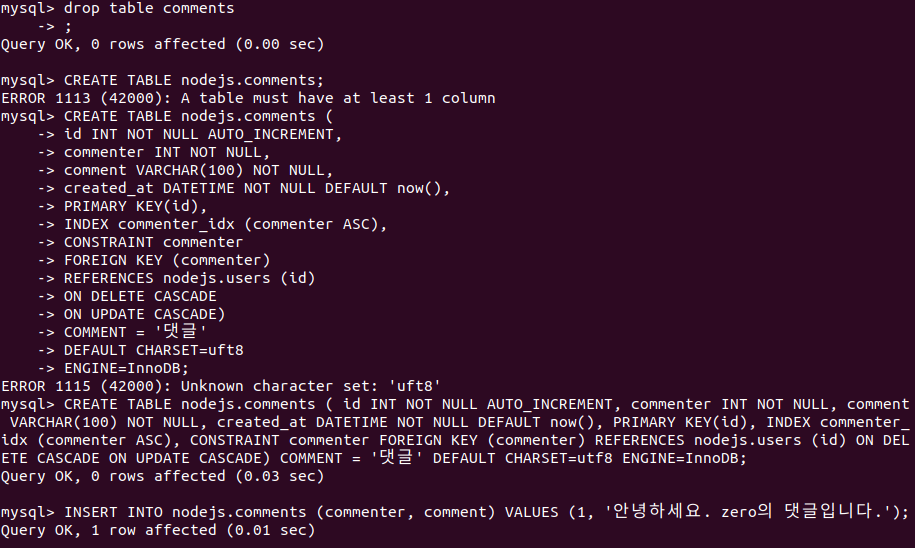 mysql> drop table comments
    -> ;
Query OK, 0 rows affected (0.00 sec)

mysql> CREATE TABLE nodejs.comments;
ERROR 1113 (42000): A table must have at least 1 column
mysql> CREATE TABLE nodejs.comments (
    -> id INT NOT NULL AUTO_INCREMENT,
    -> commenter INT NOT NULL,
    -> comment VARCHAR(100) NOT NULL,
    -> created_at DATETIME NOT NULL DEFAULT now(),
    -> PRIMARY KEY(id),
    -> INDEX commenter_idx (commenter ASC),
    -> CONSTRAINT commenter
    -> FOREIGN KEY (commenter)
    -> REFERENCES nodejs.users (id)
    -> ON DELETE CASCADE
    -> ON UPDATE CASCADE)
    -> COMMENT = '댓글'
    -> DEFAULT CHARSET=uft8
    -> ENGINE=InnoDB;
ERROR 1115 (42000): Unknown character set: 'uft8'
mysql> CREATE TABLE nodejs.comments ( id INT NOT NULL AUTO_INCREMENT, commenter INT NOT NULL, comment
 VARCHAR(100) NOT NULL, created_at DATETIME NOT NULL DEFAULT now(), PRIMARY KEY(id), INDEX commenter_
idx (commenter ASC), CONSTRAINT commenter FOREIGN KEY (commenter) REFERENCES nodejs.users (id) ON DEL
ETE CASCADE ON UPDATE CASCADE) COMMENT = '댓글' DEFAULT CHARSET=utf8 ENGINE=InnoDB;
Query OK, 0 rows affected (0.03 sec)

mysql> INSERT INTO nodejs.comments (commenter, comment) VALUES (1, '안녕하세요. zero의 댓글입니다.');
Query OK, 1 row affected (0.01 sec)